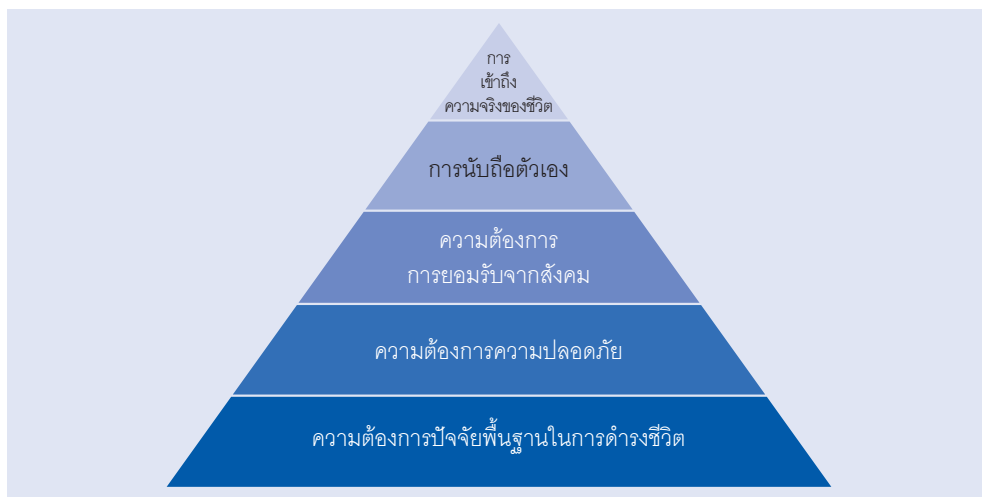 การ
เข้าถึง
ความจริงของชีวิต
การนับถือตัวเอง
ความต้องการ
การยอมรับจากสังคม
ความต้องการความปลอดภัย
ความต้องการปัจจัยพื้นฐานในการดำรงชีวิต